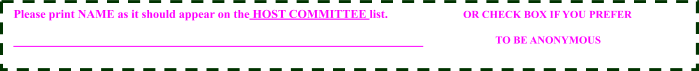 Please print NAME as it should appear on the HOST COMMITTEE list. OR CHECK BOX IF YOU PREFER
TO BE ANONYMOUS